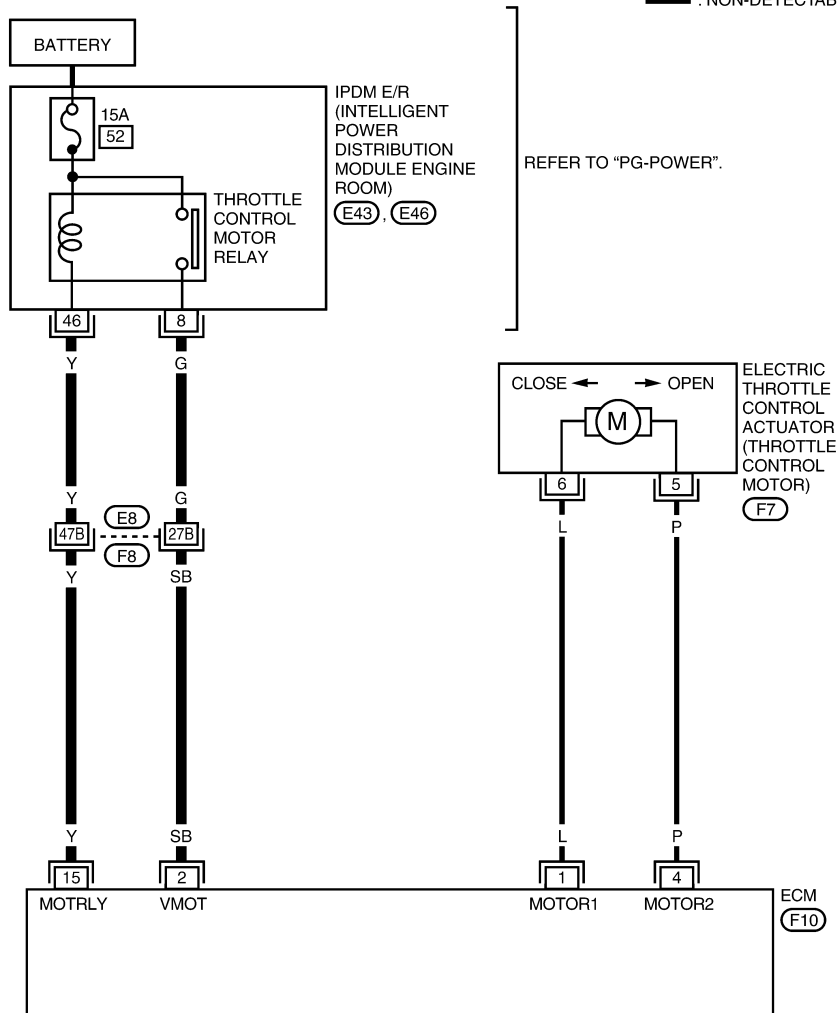 : NON-DETECTAB
BATTERY
15A
52
IPDM E/R
(INTELLIGENT
POWER
DISTRIBUTION
MODULE ENGINE
ROOM)
E43 , E46
REFER TO “PG-POWER”.
THROTTLE
CONTROL
MOTOR
RELAY
46 8
Y G
CLOSE OPEN
M
ELECTRIC
THROTTLE
CONTROL
ACTUATOR
(THROTTLE
CONTROL
MOTOR)
F7
6 5
L P
Y G
47B E8 27B
F8
Y SB
Y SB L P
15 2 1 4
MOTRLY VMOT MOTOR1 MOTOR2
ECM
F10